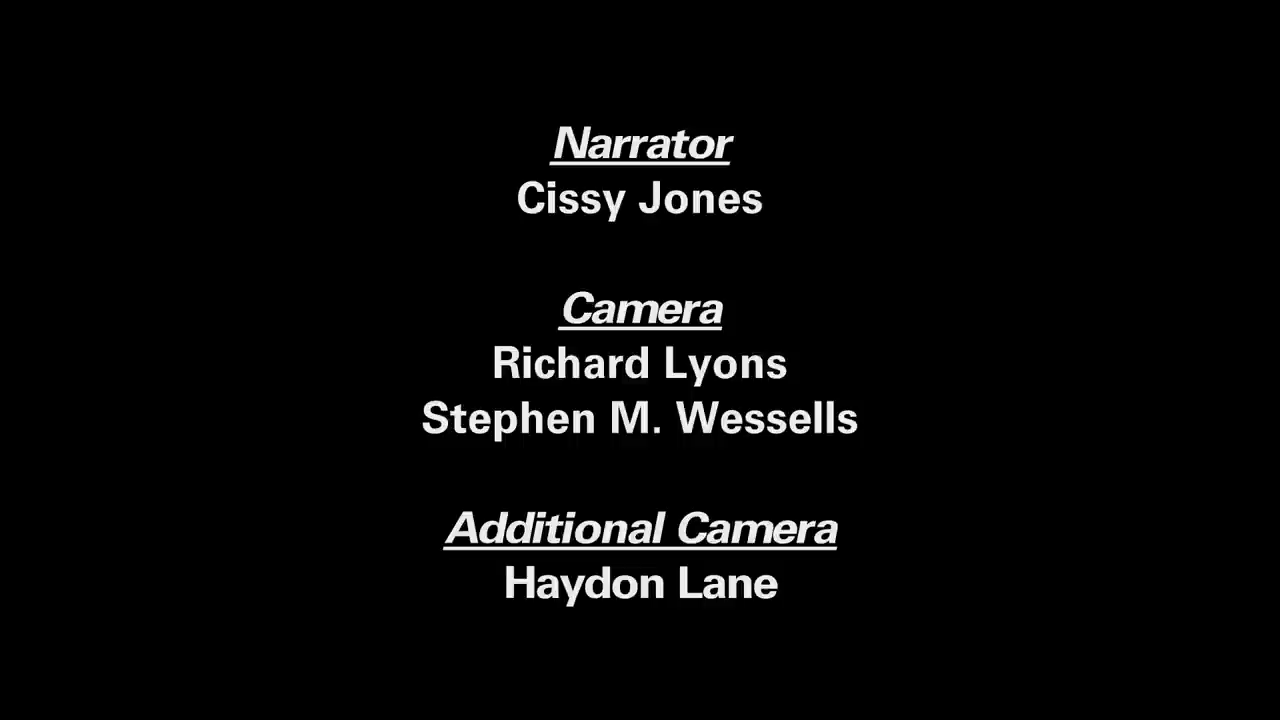 Narrator
Cissy Jones
Camera
Richard Lyons
Stephen M. Wessells
Additional Camera
Haydon Lane